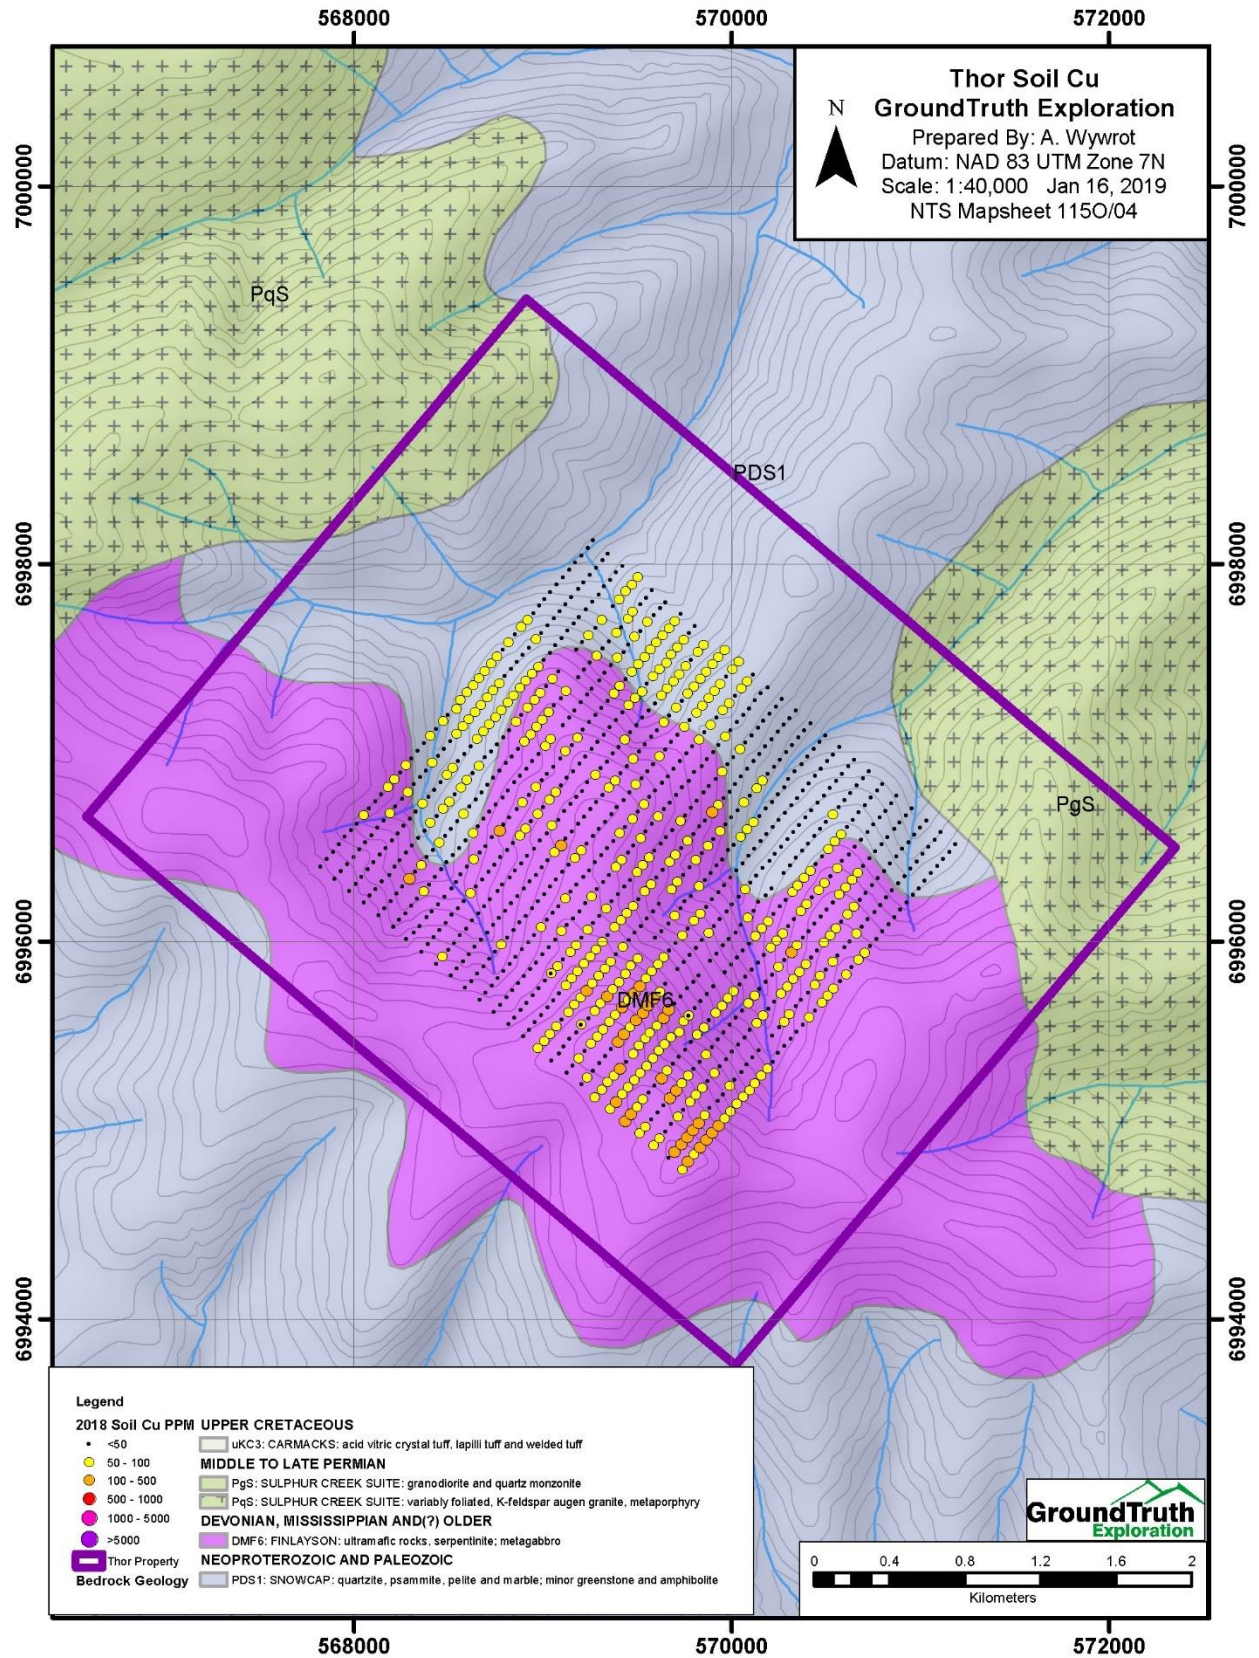 568000
570000
572000
Thor Soil Cu
N
GroundTruth Exploration
Prepared By: A. Wywrot
Datum: NAD 83 UTM Zone 7N
Scale: 1:40,000 Jan 16, 2019
NTS Mapsheet 115O/04
7000000
7000000
PqS
PDS1
6998000
6998000
PgS
6996000
6996000
DMF6
6994000
6994000
Legend
2018 Soil Cu PPM
<50
50 - 100
100 - 500
500 - 1000
1000 - 5000
>5000
Thor Property
Bedrock Geology
UPPER CRETACEOUS
uKC3: CARMACKS: acid vitric crystal tuff, lapilli tuff and welded tuff
MIDDLE TO LATE PERMIAN
PgS: SULPHUR CREEK SUITE: granodiorite and quartz monzonite
PqS: SULPHUR CREEK SUITE: variably foliated, K-feldspar augen granite, metaporphyry
DEVONIAN, MISSISSIPPIAN AND(?) OLDER
DMF6: FINLAYSON: ultramafic rocks, serpentinite; metagabbro
NEOPROTEROZOIC AND PALEOZOIC
PDS1: SNOWCAP: quartzite, psammite, pelite and marble; minor greenstone and amphibolite
GroundTruth
Exploration
0 0.4 0.8 1.2 1.6 2
Kilometers
568000
570000
572000